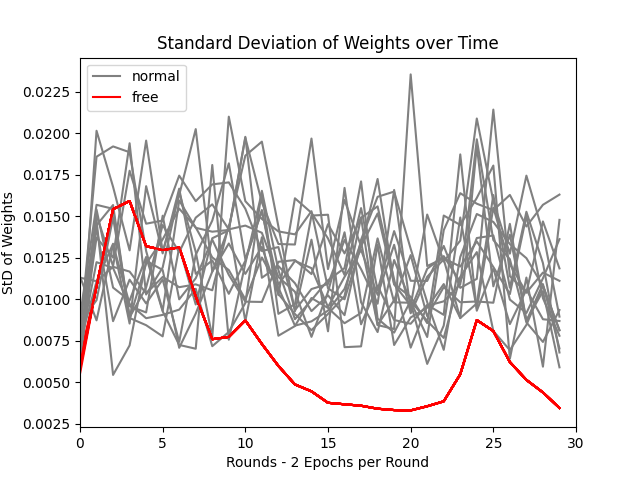 Standard Deviation of Weights over Time
normal
free
StD of Weights
0.0225
0.0200
0.0175
0.0150
0.0125
0.0100
0.0075
0.0050
0.0025
0 5 10 15 20 25 30
Rounds - 2 Epochs per Round